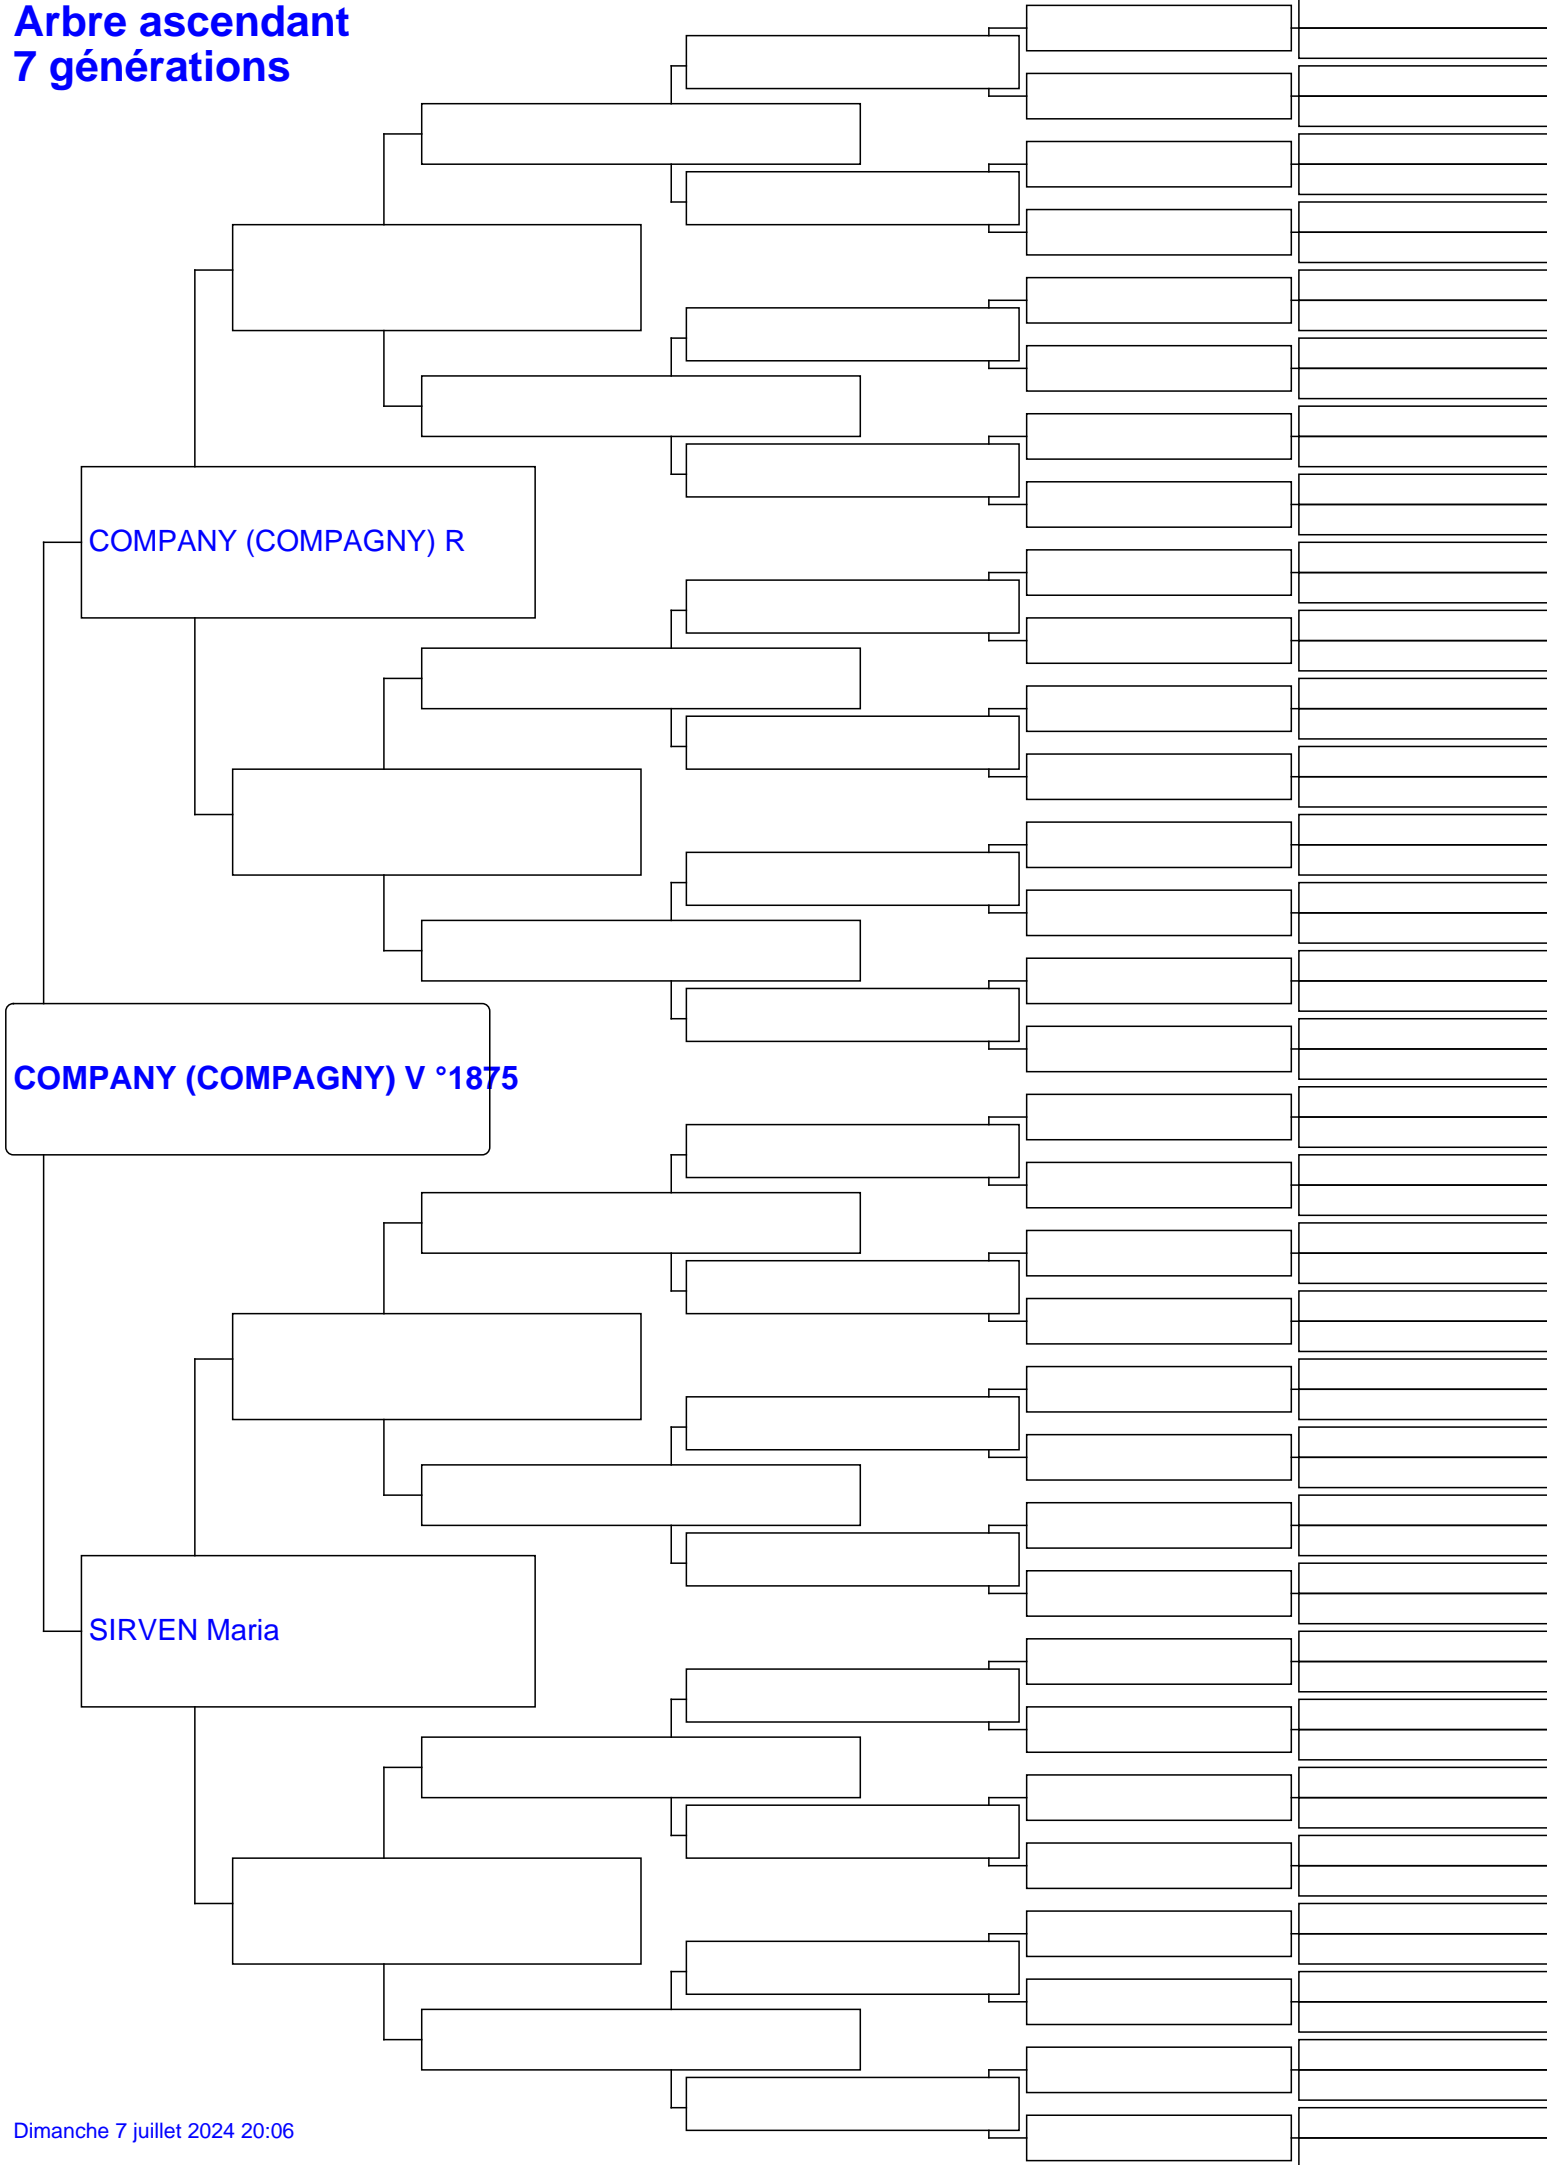 Arbre ascendant
7 générations
COMPANY (COMPAGNY) R
COMPANY (COMPAGNY) V °1875
SIRVEN Maria
Dimanche 7 juillet 2024 20:06